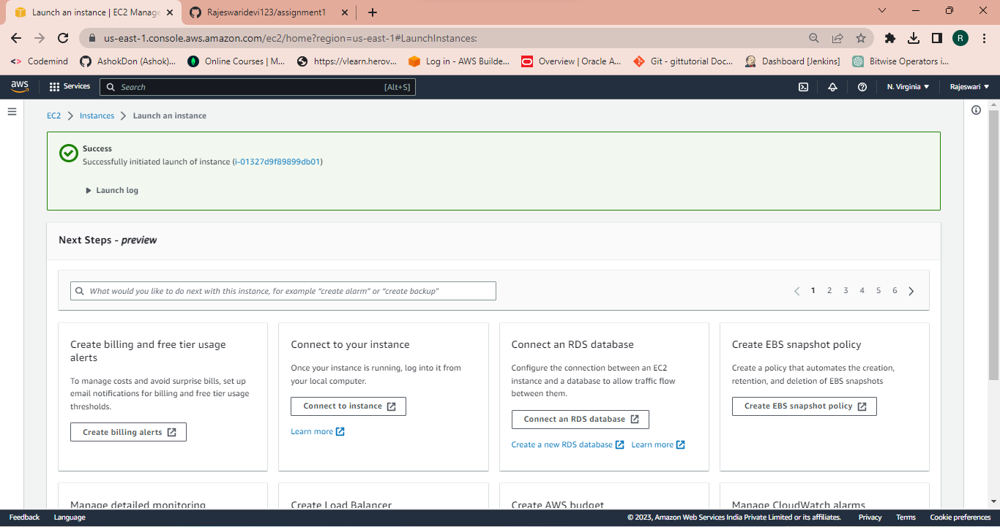 Launch an instance | EC2 Manage
Rajeswaridevi123/assignment1
us-east-1.console.aws.amazon.com/ec2/home?region=us-east-1#LaunchInstances:
R
<> Codemind
AshokDon (Ashok)...
Online Courses | M...
https://vlearn.herov...
Log in - AWS Builde...
Overview | Oracle A...
Git - gittutorial Doc...
Dashboard [Jenkins]
Bitwise Operators i...
aws
Services
Search
[Alt+S]
N. Virginia
Rajeswari
EC2
Instances
Launch an instance
Success
Successfully initiated launch of instance (i-01327d9f89899db01)
Launch log
Next Steps - preview
What would you like to do next with this instance, for example “create alarm” or “create backup”
1 2 3 4 5 6
Create billing and free tier usage
alerts
To manage costs and avoid surprise bills, set up
email notifications for billing and free tier usage
thresholds.
Create billing alerts
Connect to your instance
Once your instance is running, log into it from
your local computer.
Connect to instance
Learn more
Connect an RDS database
Configure the connection between an EC2
instance and a database to allow traffic flow
between them.
Connect an RDS database
Create a new RDS database
Learn more
Create EBS snapshot policy
Create a policy that automates the creation,
retention, and deletion of EBS snapshots
Create EBS snapshot policy
Manage detailed monitoring
Create Load Balancer
Create AWS budget
Manage CloudWatch alarms
Feedback
Language
© 2023, Amazon Web Services India Private Limited or its affiliates.
Privacy
Terms
Cookie preferences